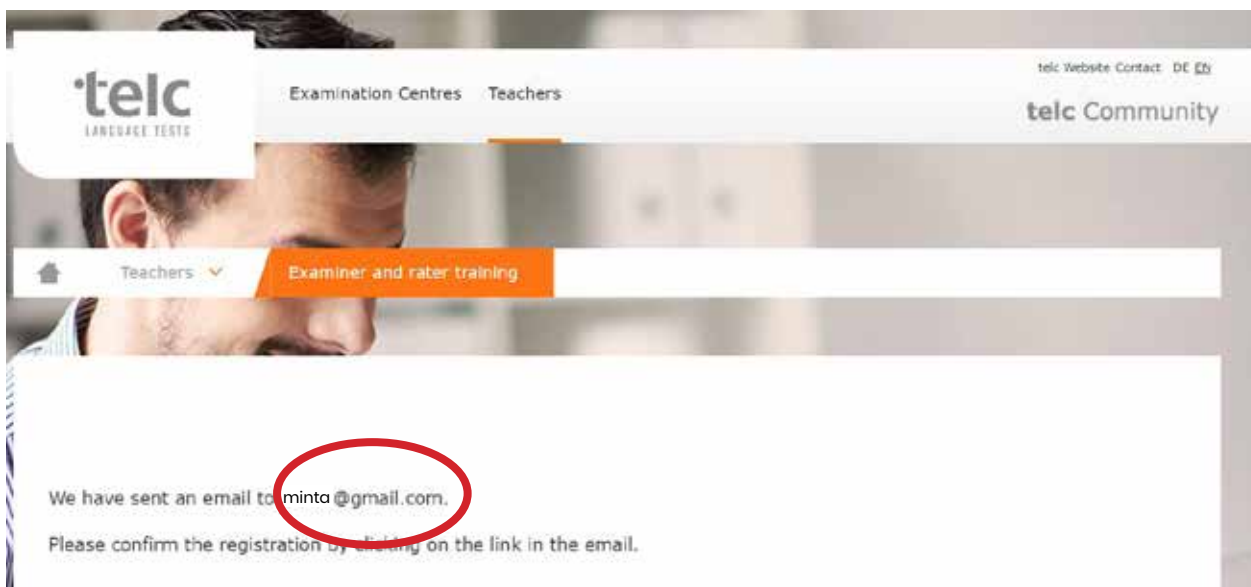 telc Website Contact DE EN
telc
LANGUAGE TESTS
Examination Centres Teachers
telc Community
Teachers
Examiner and rater training
We have sent an email to minta@gmail.com.
Please confirm the registration by clicking on the link in the email.